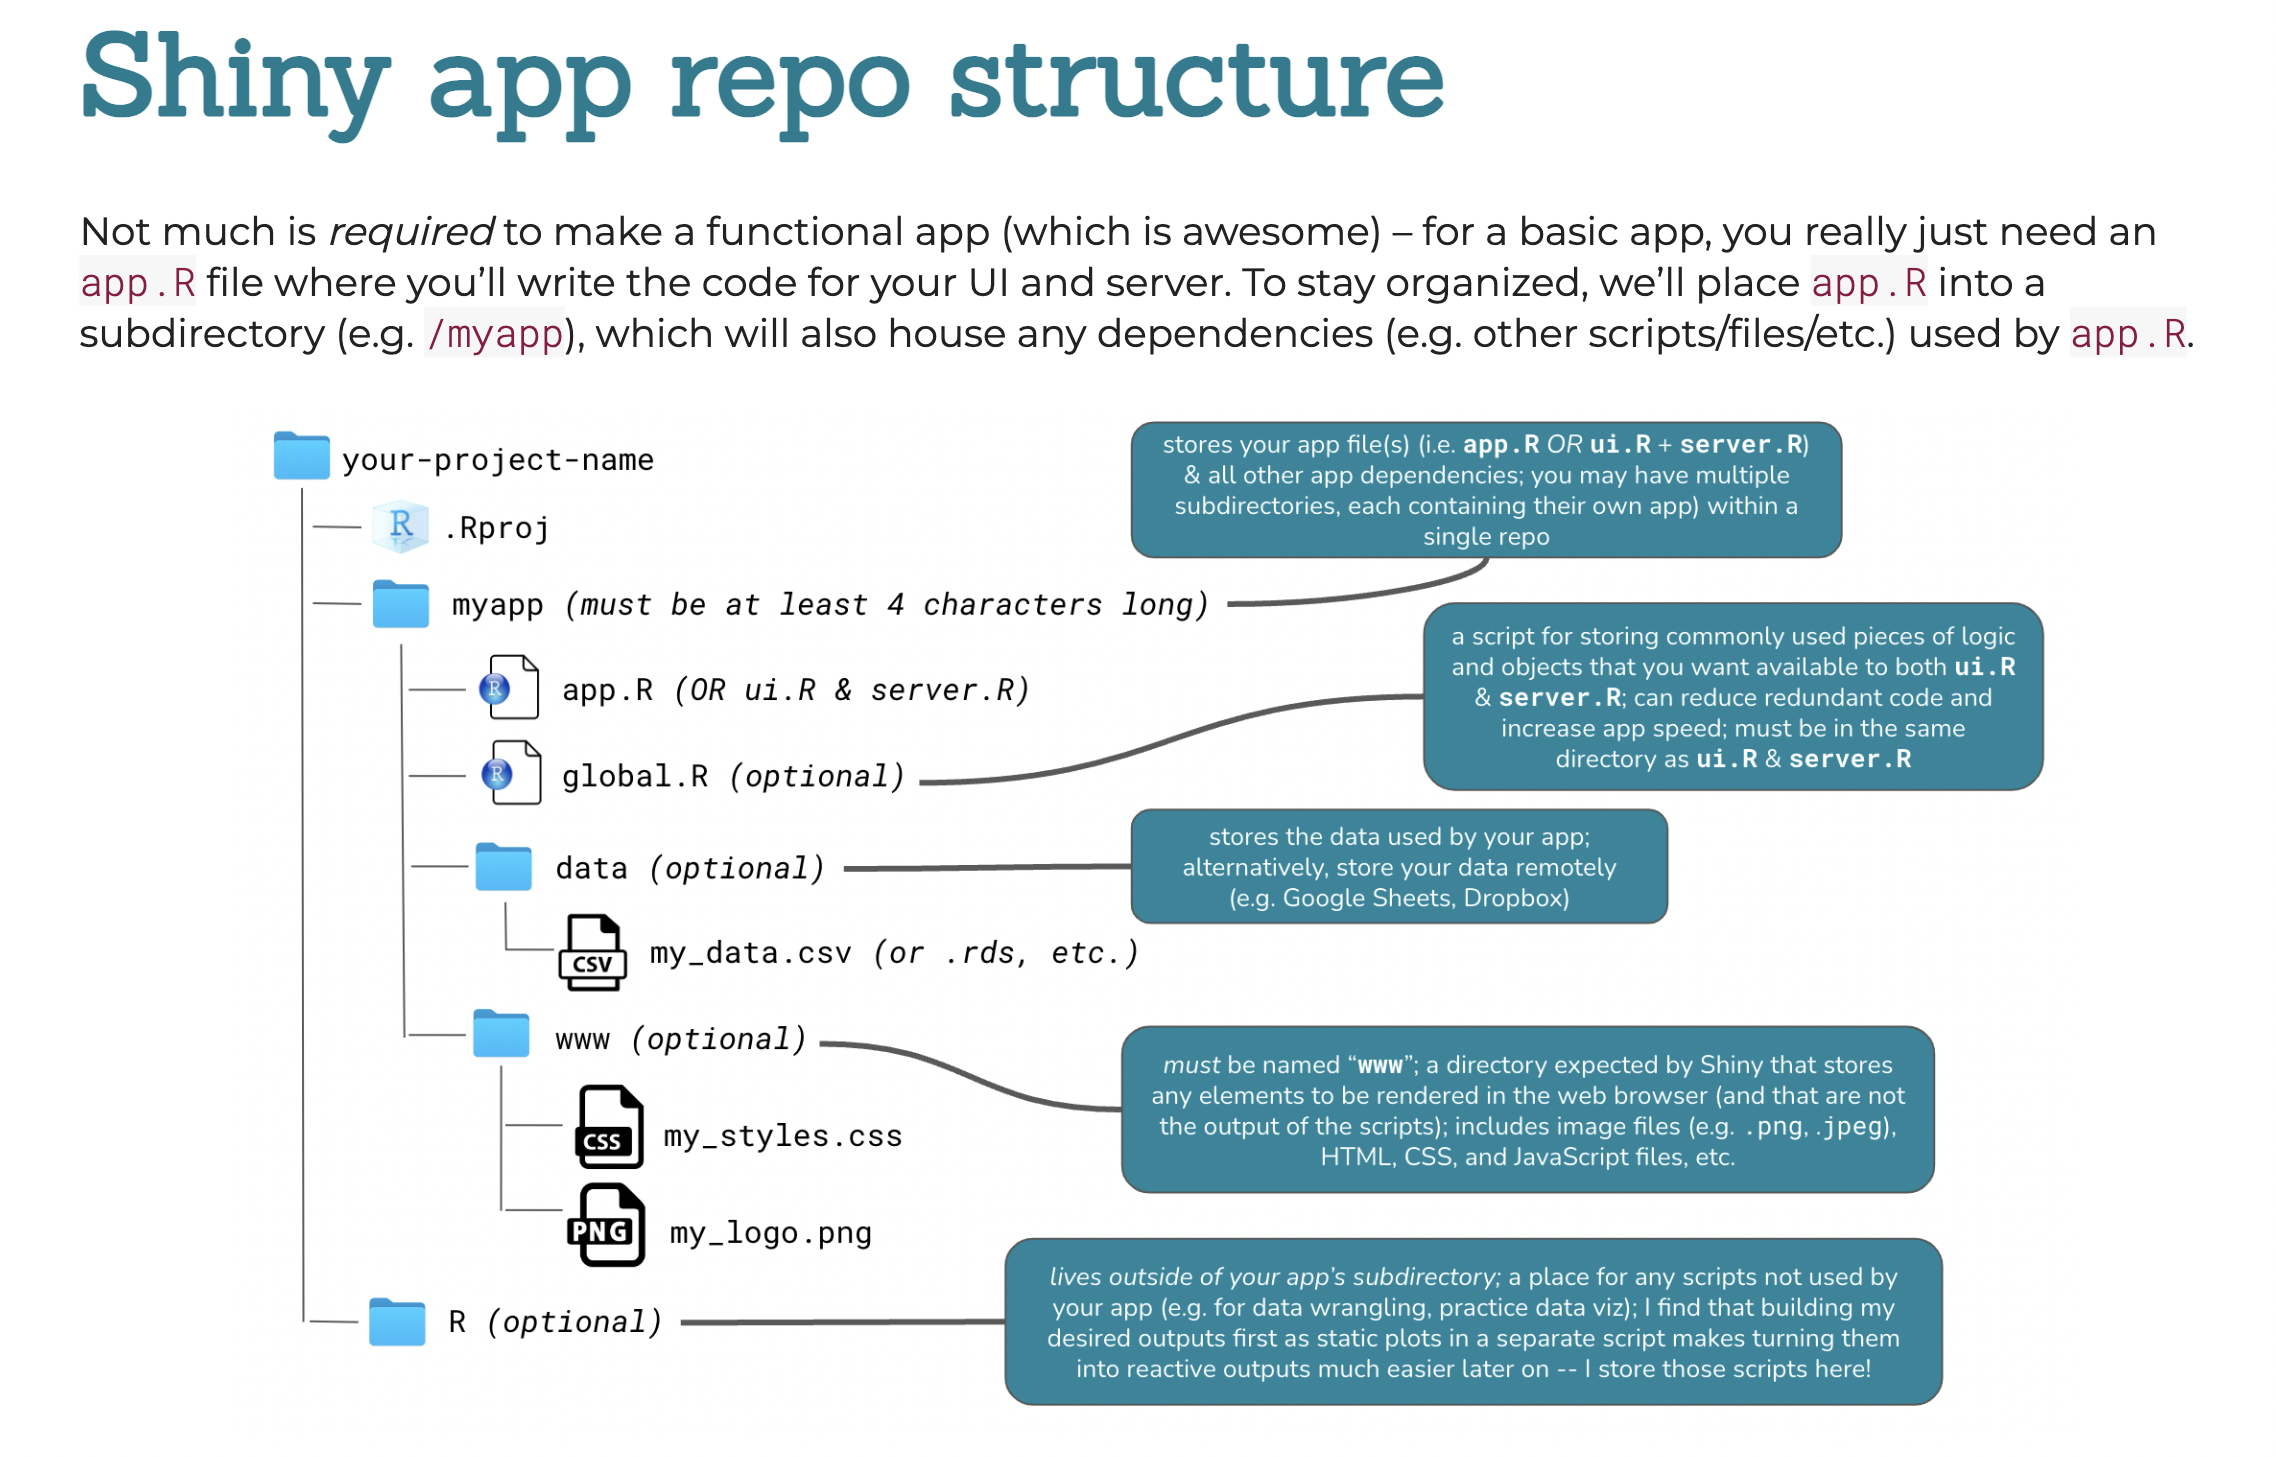 Shiny app repo structure
Not much is required to make a functional app (which is awesome) – for a basic app, you really just need an
app.R file where you’ll write the code for your UI and server. To stay organized, we’ll place app.R into a
subdirectory (e.g. /myapp), which will also house any dependencies (e.g. other scripts/files/etc.) used by app.R.
your-project-name
R
.Rproj
myapp (must be at least 4 characters long)
stores your app file(s) (i.e. app.R OR ui.R + server.R)
& all other app dependencies; you may have multiple
subdirectories, each containing their own app) within a
single repo
R
app.R (OR ui.R & server.R)
R
global.R (optional)
a script for storing commonly used pieces of logic
and objects that you want available to both ui.R
& server.R; can reduce redundant code and
increase app speed; must be in the same
directory as ui.R & server.R
data (optional)
stores the data used by your app;
alternatively, store your data remotely
(e.g. Google Sheets, Dropbox)
CSV
my_data.csv (or .rds, etc.)
www (optional)
must be named “www”; a directory expected by Shiny that stores
any elements to be rendered in the web browser (and that are not
the output of the scripts); includes image files (e.g. .png, .jpeg),
HTML, CSS, and JavaScript files, etc.
CSS
my_styles.css
PNG
my_logo.png
R (optional)
lives outside of your app’s subdirectory; a place for any scripts not used by
your app (e.g. for data wrangling, practice data viz); I find that building my
desired outputs first as static plots in a separate script makes turning them
into reactive outputs much easier later on -- I store those scripts here!